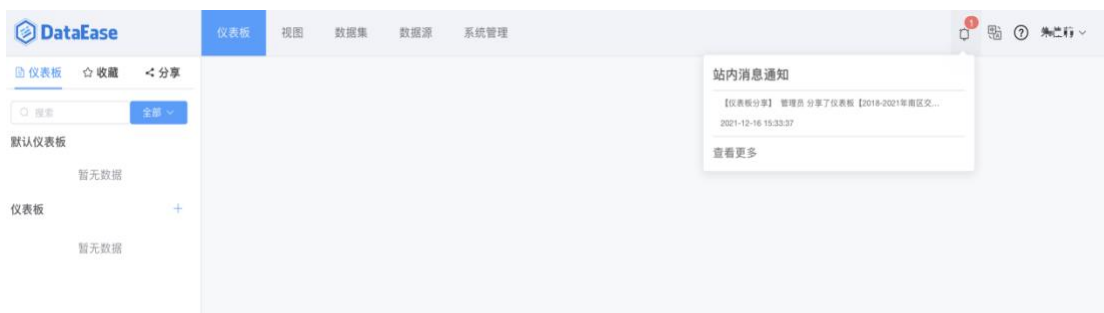 DataEase
仪表板 视图 数据集 数据源 系统管理
1
仪表板 收藏 分享
搜索 全部
默认仪表板
暂无数据
仪表板 +
暂无数据
站内消息通知
【仪表板分享】 管理员 分享了仪表板【2018-2021年南区交...
2021-12-16 15:33:37
查看更多